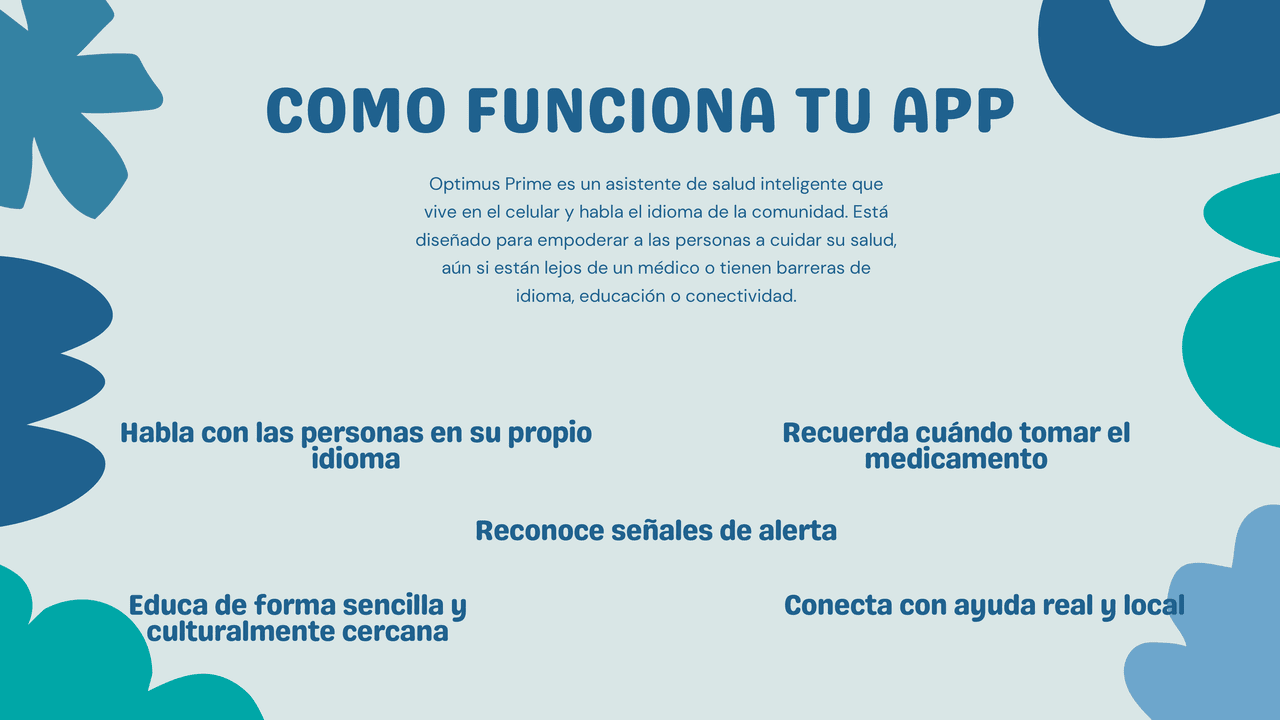 COMO FUNCIONA TU APP
Optimus Prime es un asistente de salud inteligente que
vive en el celular y habla el idioma de la comunidad. Está
diseñado para empoderar a las personas a cuidar su salud,
aún si están lejos de un médico o tienen barreras de
idioma, educación o conectividad.
Habla con las personas en su propio
idioma
Recuerda cuándo tomar el
medicamento
Reconoce señales de alerta
Educa de forma sencilla y
culturalmente cercana
Conecta con ayuda real y local